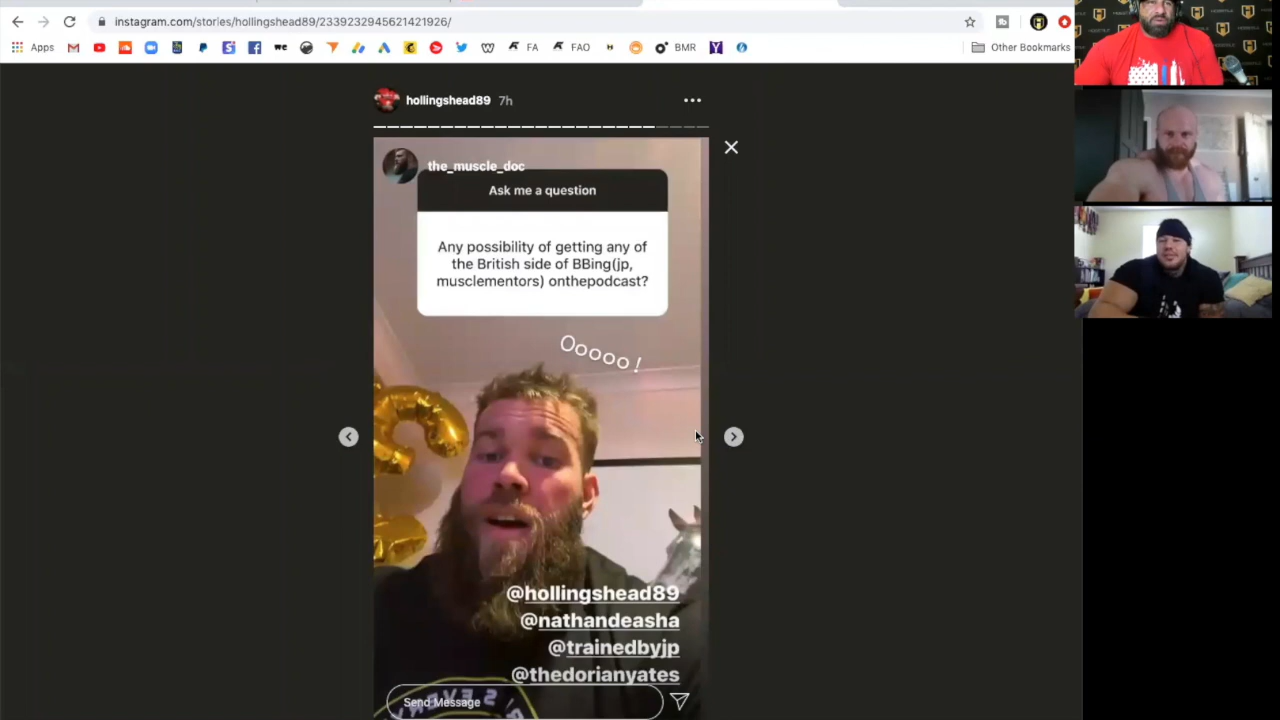 instagram.com/stories/hollingshead89/2339232945621421926/
Apps
FA
FAO
BMR
Other Bookmarks
hollingshead89 7h
the_muscle_doc
Ask me a question
Any possibility of getting any of
the British side of BBing(jp,
musclementors) onthepodcast?
Ooooo!
@hollingshead89
@nathandeasha
@trainedbyjp
@thedorianyates
Send Message